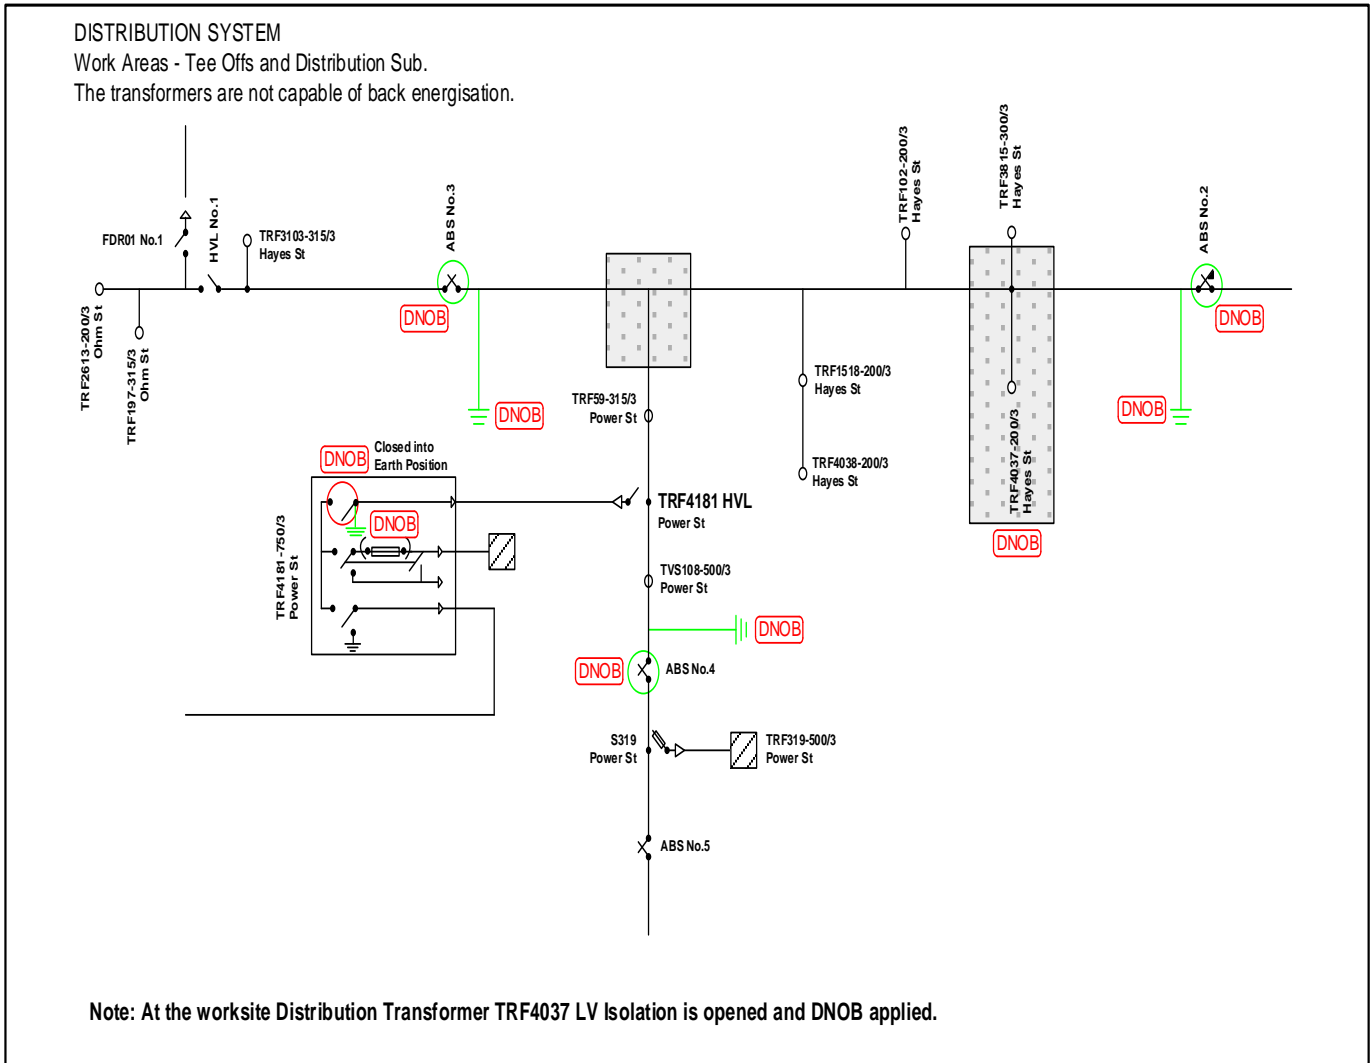 DISTRIBUTION SYSTEM
Work Areas - Tee Offs and Distribution Sub.
The transformers are not capable of back energisation.
FDR01 No.1
HVL No.1
TRF3103-315/3
Hayes St
ABS No.3
DNOB
TRF2613-200/3
Ohm St
TRF197-315/3
Ohm St
DNOB
TRF102-200/3
Hayes St
TRF3815-300/3
Hayes St
ABS No.2
DNOB
DNOB
TRF59-315/3
Power St
TRF1518-200/3
Hayes St
TRF4038-200/3
Hayes St
TRF4037-200/3
Hayes St
DNOB
DNOB
Closed into
Earth Position
DNOB
TRF4181-750/3
Power St
TRF4181 HVL
Power St
TVS108-500/3
Power St
DNOB
DNOB
ABS No.4
S319
Power St
TRF319-500/3
Power St
ABS No.5
Note: At the worksite Distribution Transformer TRF4037 LV Isolation is opened and DNOB applied.